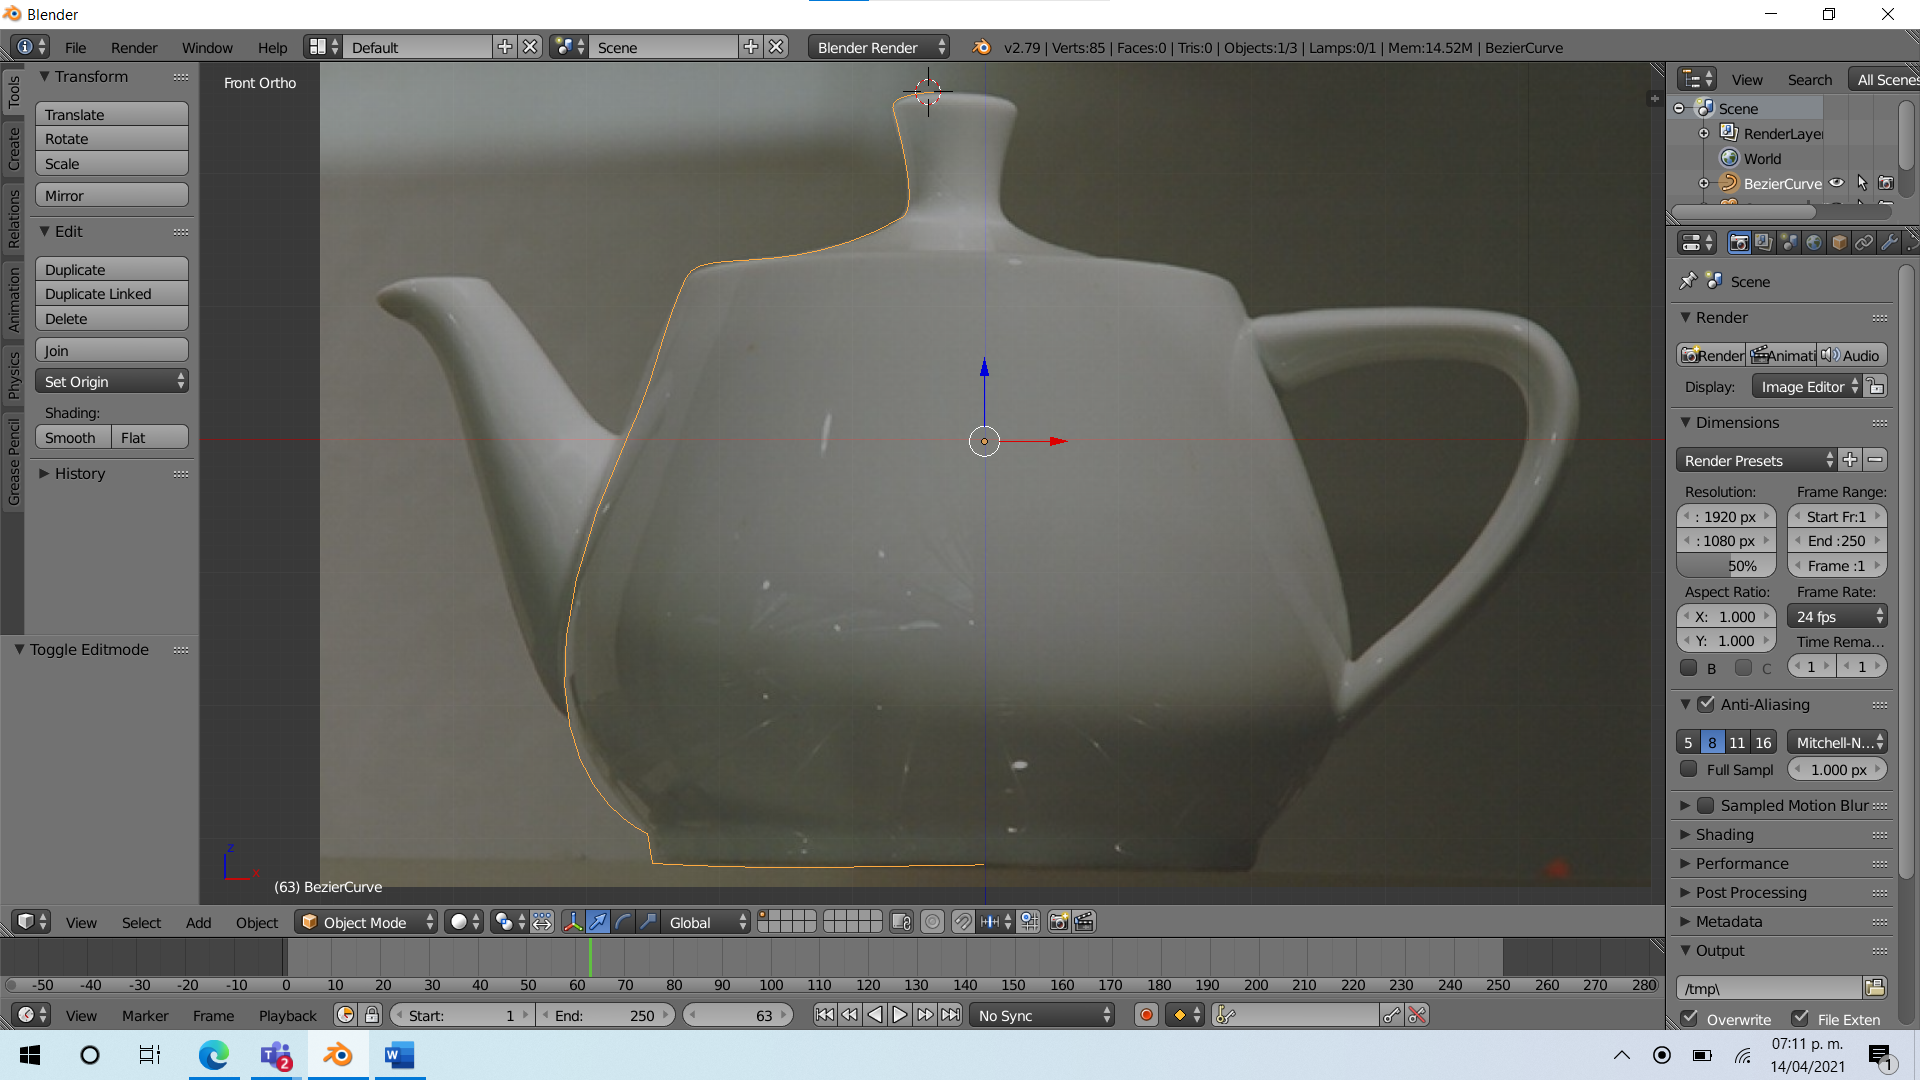 Blender
File Render Window Help Default Scene Blender Render v2.79 | Verts:85 | Faces:0 | Tris:0 | Objects:1/3 | Lamps:0/1 | Mem:14.52M | BezierCurve
Tools
Create
Relations
Animation
Physics
Grease Pencil
Transform
Translate
Rotate
Scale
Mirror
Edit
Duplicate
Duplicate Linked
Delete
Join
Set Origin
Shading:
Smooth Flat
History
Toggle Editmode
Front Ortho
z
x
(63) BezierCurve
View Search All Scenes
Scene
RenderLayer
World
BezierCurve
Scene
Render
Render Animati Audio
Display: Image Editor
Dimensions
Render Presets
Resolution: Frame Range:
: 1920 px Start Fr:1
: 1080 px End :250
50% Frame :1
Aspect Ratio: Frame Rate:
X: 1.000 24 fps
Y: 1.000 Time Rema...
B C 1 1
Anti-Aliasing
5 8 11 16 Mitchell-N...
Full Sampl 1.000 px
Sampled Motion Blur
Shading
Performance
Post Processing
Metadata
Output
/tmp\
Overwrite File Exten
View Select Add Object Object Mode Global
-50 -40 -30 -20 -10 0 10 20 30 40 50 60 70 80 90 100 110 120 130 140 150 160 170 180 190 200 210 220 230 240 250 260 270 280
View Marker Frame Playback Start: 1 End: 250 63 No Sync
T 2 W
07:11 p. m.
14/04/2021
1